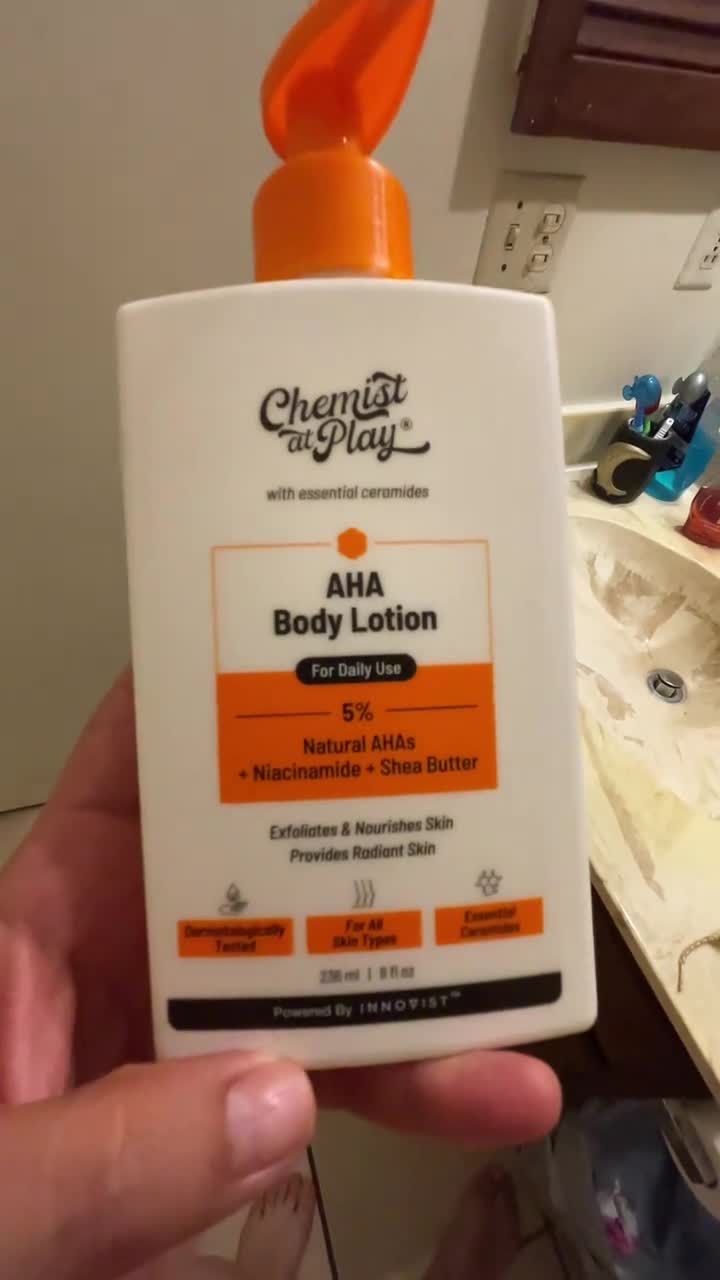 Chemist
at Play®
with essential ceramides
AHA
Body Lotion
For Daily Use
5%
Natural AHAs
+ Niacinamide + Shea Butter
Exfoliates & Nourishes Skin
Provides Radiant Skin
Dermatologically
Tested
For All
Skin Types
Essential
Ceramides
236 ml | 8 fl oz
Powered By INNOVIST™